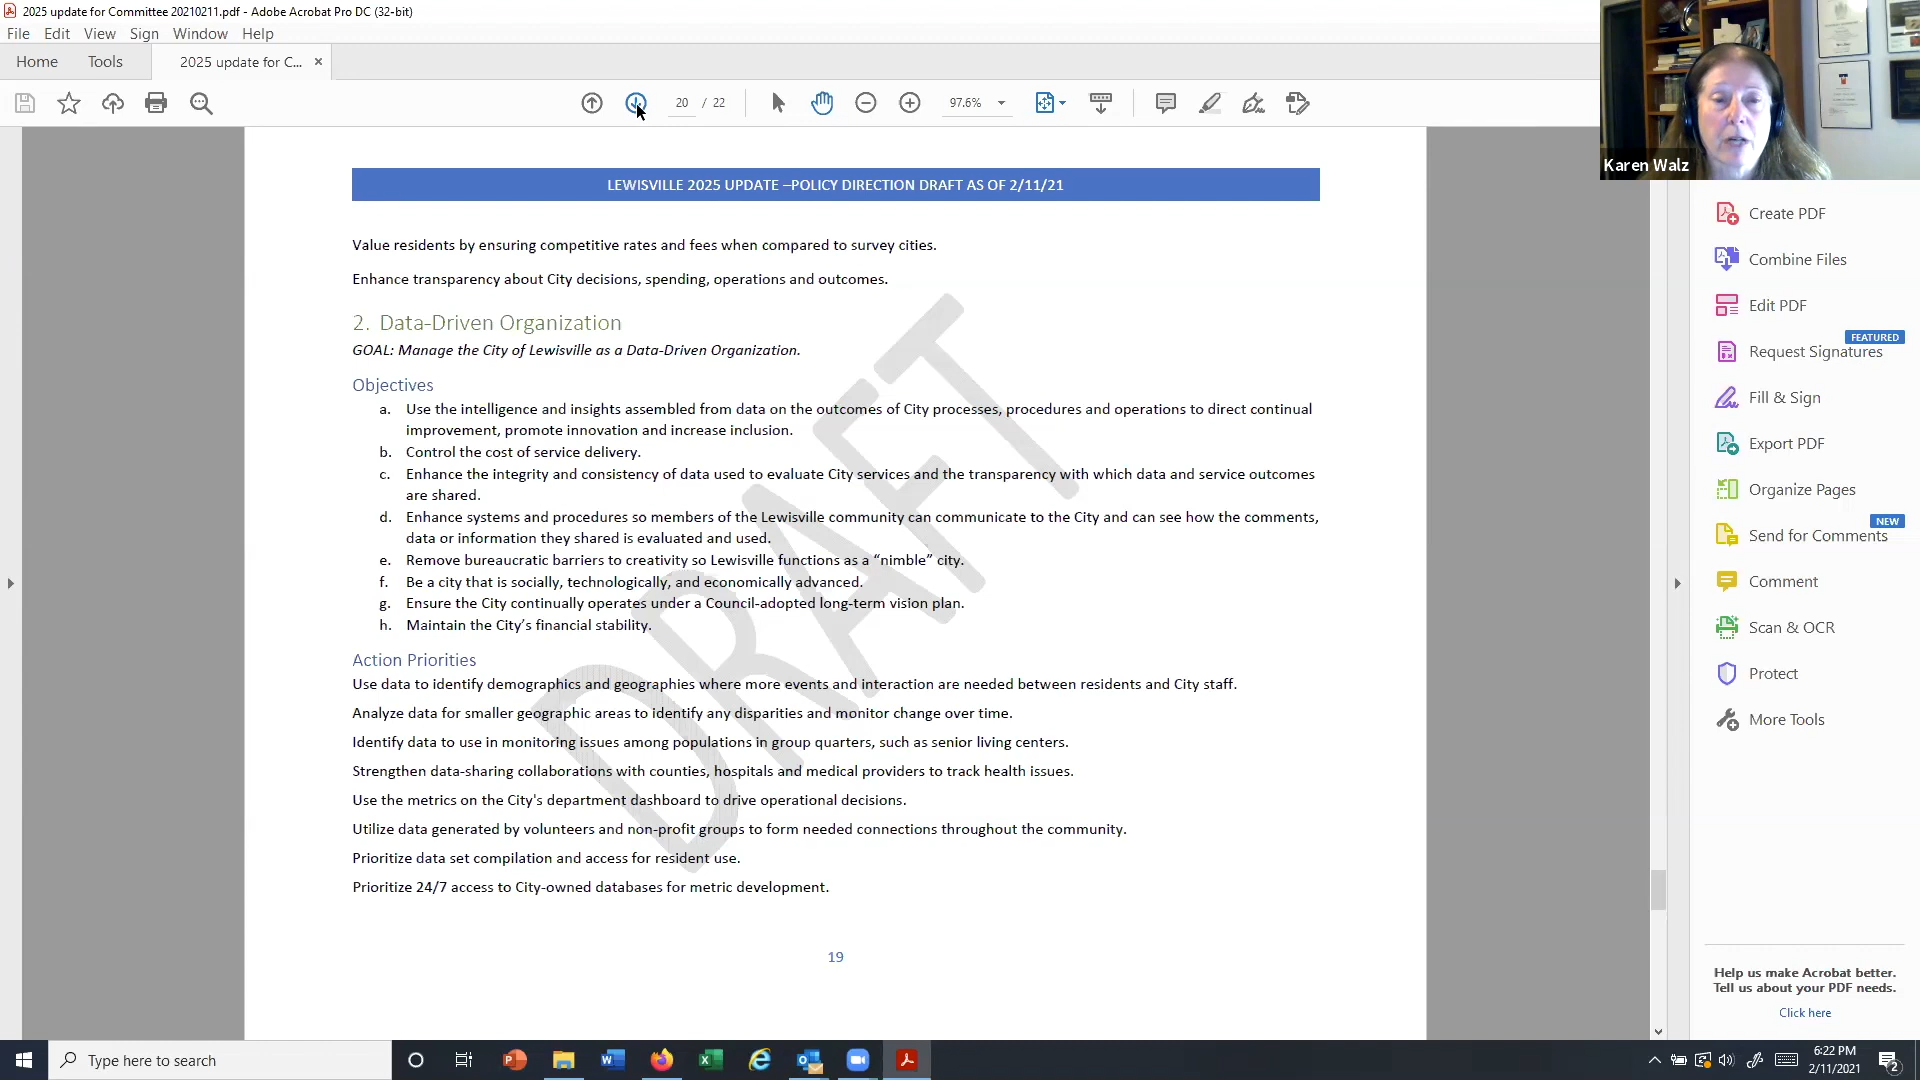 2025 update for Committee 20210211.pdf - Adobe Acrobat Pro DC (32-bit)
File Edit View Sign Window Help
Home Tools 2025 update for C... ×
20 / 22 97.6%
Karen Walz
LEWISVILLE 2025 UPDATE –POLICY DIRECTION DRAFT AS OF 2/11/21
Value residents by ensuring competitive rates and fees when compared to survey cities.
Enhance transparency about City decisions, spending, operations and outcomes.
2. Data-Driven Organization
GOAL: Manage the City of Lewisville as a Data-Driven Organization.
Objectives
a. Use the intelligence and insights assembled from data on the outcomes of City processes, procedures and operations to direct continual
improvement, promote innovation and increase inclusion.
b. Control the cost of service delivery.
c. Enhance the integrity and consistency of data used to evaluate City services and the transparency with which data and service outcomes
are shared.
d. Enhance systems and procedures so members of the Lewisville community can communicate to the City and can see how the comments,
data or information they shared is evaluated and used.
e. Remove bureaucratic barriers to creativity so Lewisville functions as a “nimble” city.
f. Be a city that is socially, technologically, and economically advanced.
g. Ensure the City continually operates under a Council-adopted long-term vision plan.
h. Maintain the City’s financial stability.
Action Priorities
Use data to identify demographics and geographies where more events and interaction are needed between residents and City staff.
Analyze data for smaller geographic areas to identify any disparities and monitor change over time.
Identify data to use in monitoring issues among populations in group quarters, such as senior living centers.
Strengthen data-sharing collaborations with counties, hospitals and medical providers to track health issues.
Use the metrics on the City's department dashboard to drive operational decisions.
Utilize data generated by volunteers and non-profit groups to form needed connections throughout the community.
Prioritize data set compilation and access for resident use.
Prioritize 24/7 access to City-owned databases for metric development.
19
DRAFT
Create PDF
Combine Files
Edit PDF
FEATURED
Request Signatures
Fill & Sign
Export PDF
Organize Pages
NEW
Send for Comments
Comment
Scan & OCR
Protect
More Tools
Help us make Acrobat better.
Tell us about your PDF needs.
Click here
Type here to search
6:22 PM
2/11/2021
2